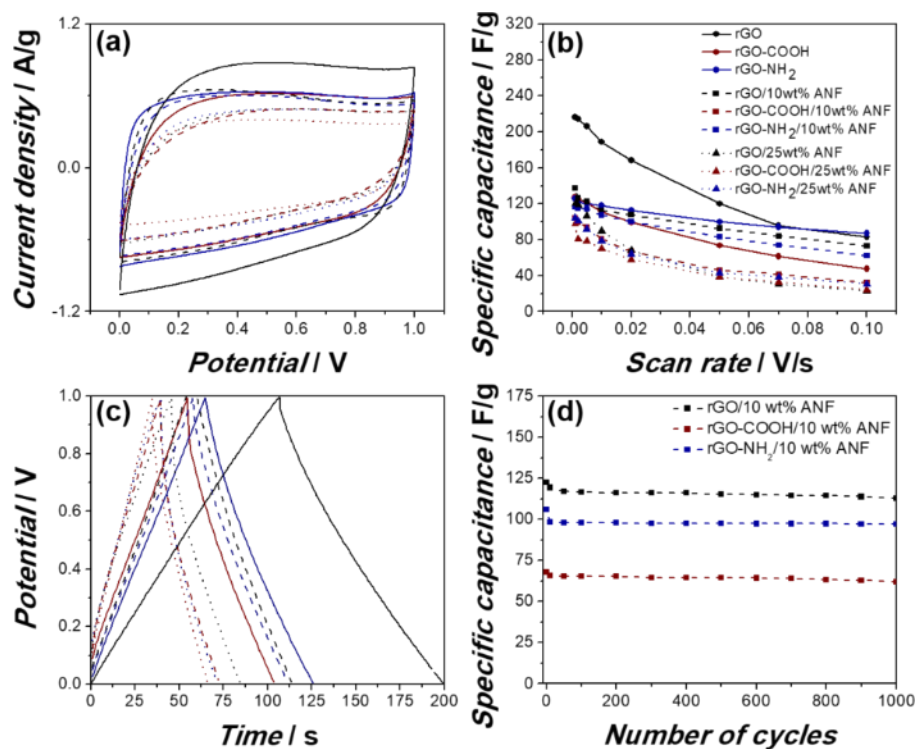 (a)
Current density / A/g
1.2
0.0
-1.2
0.0 0.2 0.4 0.6 0.8 1.0
Potential / V
(b)
Specific capacitance / F/g
320
280
240
200
160
120
80
40
0
rGO
rGO-COOH
rGO-NH2
rGO/10wt% ANF
rGO-COOH/10wt% ANF
rGO-NH2/10wt% ANF
rGO/25wt% ANF
rGO-COOH/25wt% ANF
rGO-NH2/25wt% ANF
0.00 0.02 0.04 0.06 0.08 0.10
Scan rate / V/s
(c)
Potential / V
1.0
0.8
0.6
0.4
0.2
0.0
0 25 50 75 100 125 150 175 200
Time / s
(d)
Specific capacitance / F/g
175
150
125
100
75
50
25
0
rGO/10 wt% ANF
rGO-COOH/10 wt% ANF
rGO-NH2/10 wt% ANF
0 200 400 600 800 1000
Number of cycles